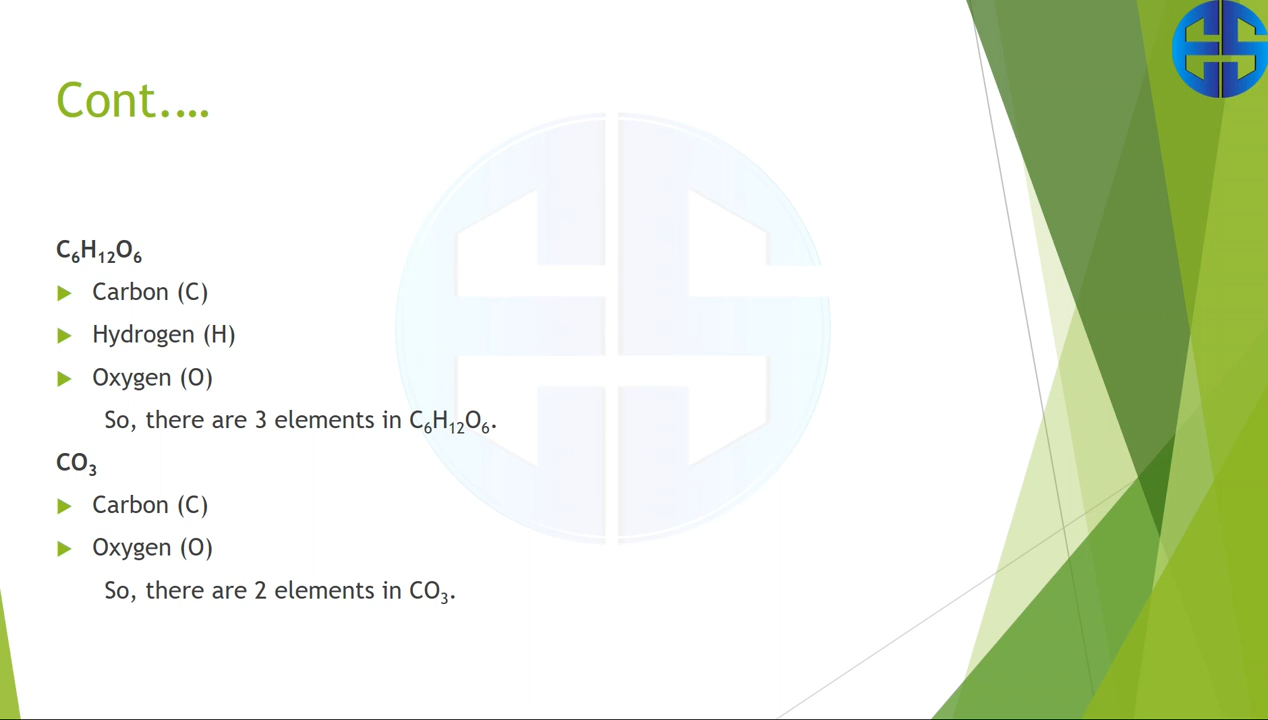 Cont.…
C₆H₁₂O₆
Carbon (C)
Hydrogen (H)
Oxygen (O)
So, there are 3 elements in C₆H₁₂O₆.
CO₃
Carbon (C)
Oxygen (O)
So, there are 2 elements in CO₃.